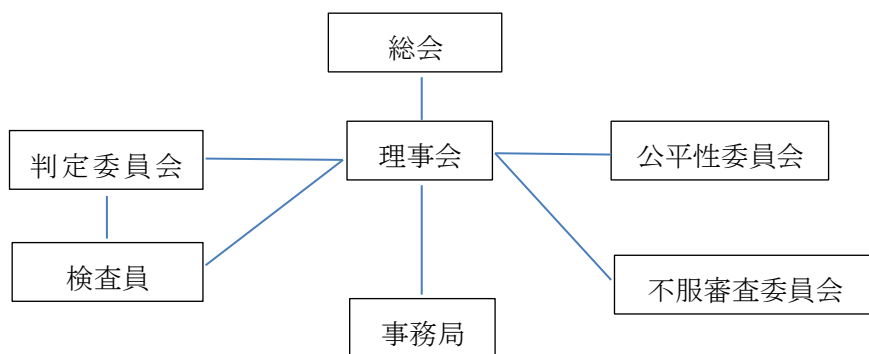 総会
判定委員会
理事会
公平性委員会
検査員
不服審査委員会
事務局